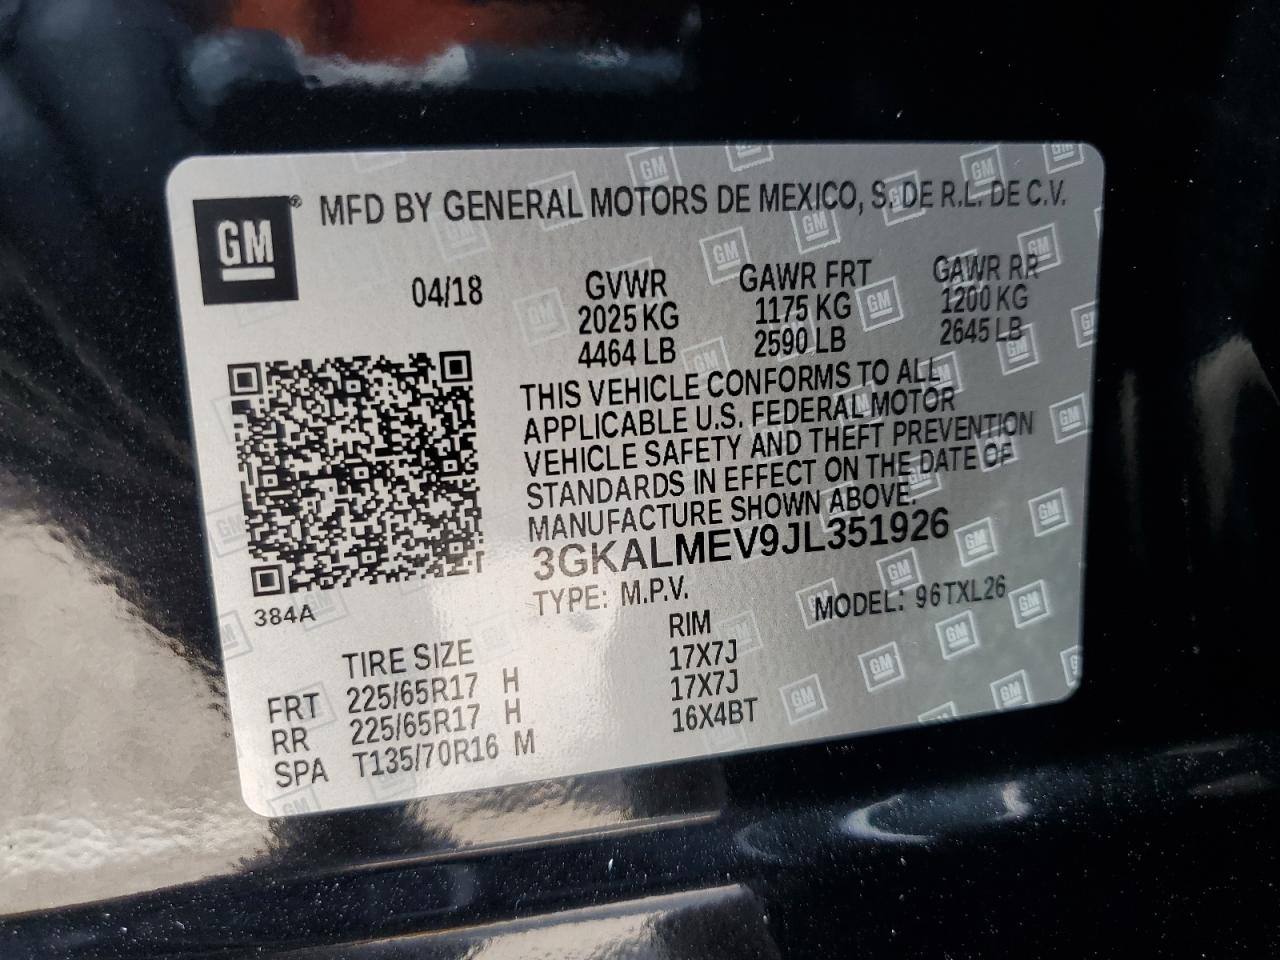 GM® MFD BY GENERAL MOTORS DE MEXICO, S. DE R.L. DE C.V.
04/18 GVWR GAWR FRT GAWR RR
2025 KG 1175 KG 1200 KG
4464 LB 2590 LB 2645 LB
THIS VEHICLE CONFORMS TO ALL
APPLICABLE U.S. FEDERAL MOTOR
VEHICLE SAFETY AND THEFT PREVENTION
STANDARDS IN EFFECT ON THE DATE OF
MANUFACTURE SHOWN ABOVE.
3GKALMEV9JL351926
384A TYPE: M.P.V. MODEL: 96TXL26
TIRE SIZE RIM
FRT 225/65R17 H 17X7J
RR 225/65R17 H 17X7J
SPA T135/70R16 M 16X4BT